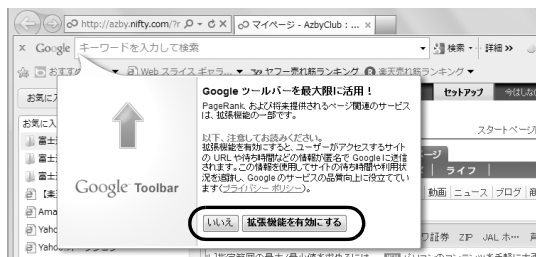 http://azby.nifty.com/?r
マイページ - AzbyClub : ...
× Google キーワードを入力して検索
検索
詳細 »
Web スライス ギャラ...
ヤフー売れ筋ランキング
楽天売れ筋ランキング
お気に入
セットアップ
今はじめ
スタートページ
お気に入
富士
富士
富士
【楽
Ama
Yahc
Google Toolbar
Google ツールバーを最大限に活用！
PageRank、および将来提供されるページ関連のサービス
は、拡張機能の一部です。
以下、注意してお読みください。
拡張機能を有効にすると、ユーザーがアクセスするサイト
の URL や待ち時間などの情報が匿名で Google に送信
されます。この情報を使用してサイトの待ち時間や利用状
況を追跡し、Google のサービスの品質向上に役立ててい
ます(プライバシー ポリシー)。
いいえ
拡張機能を有効にする
ージ
ライフ
動画
ニュース
ブログ
証券
ZIP
JAL ホ…